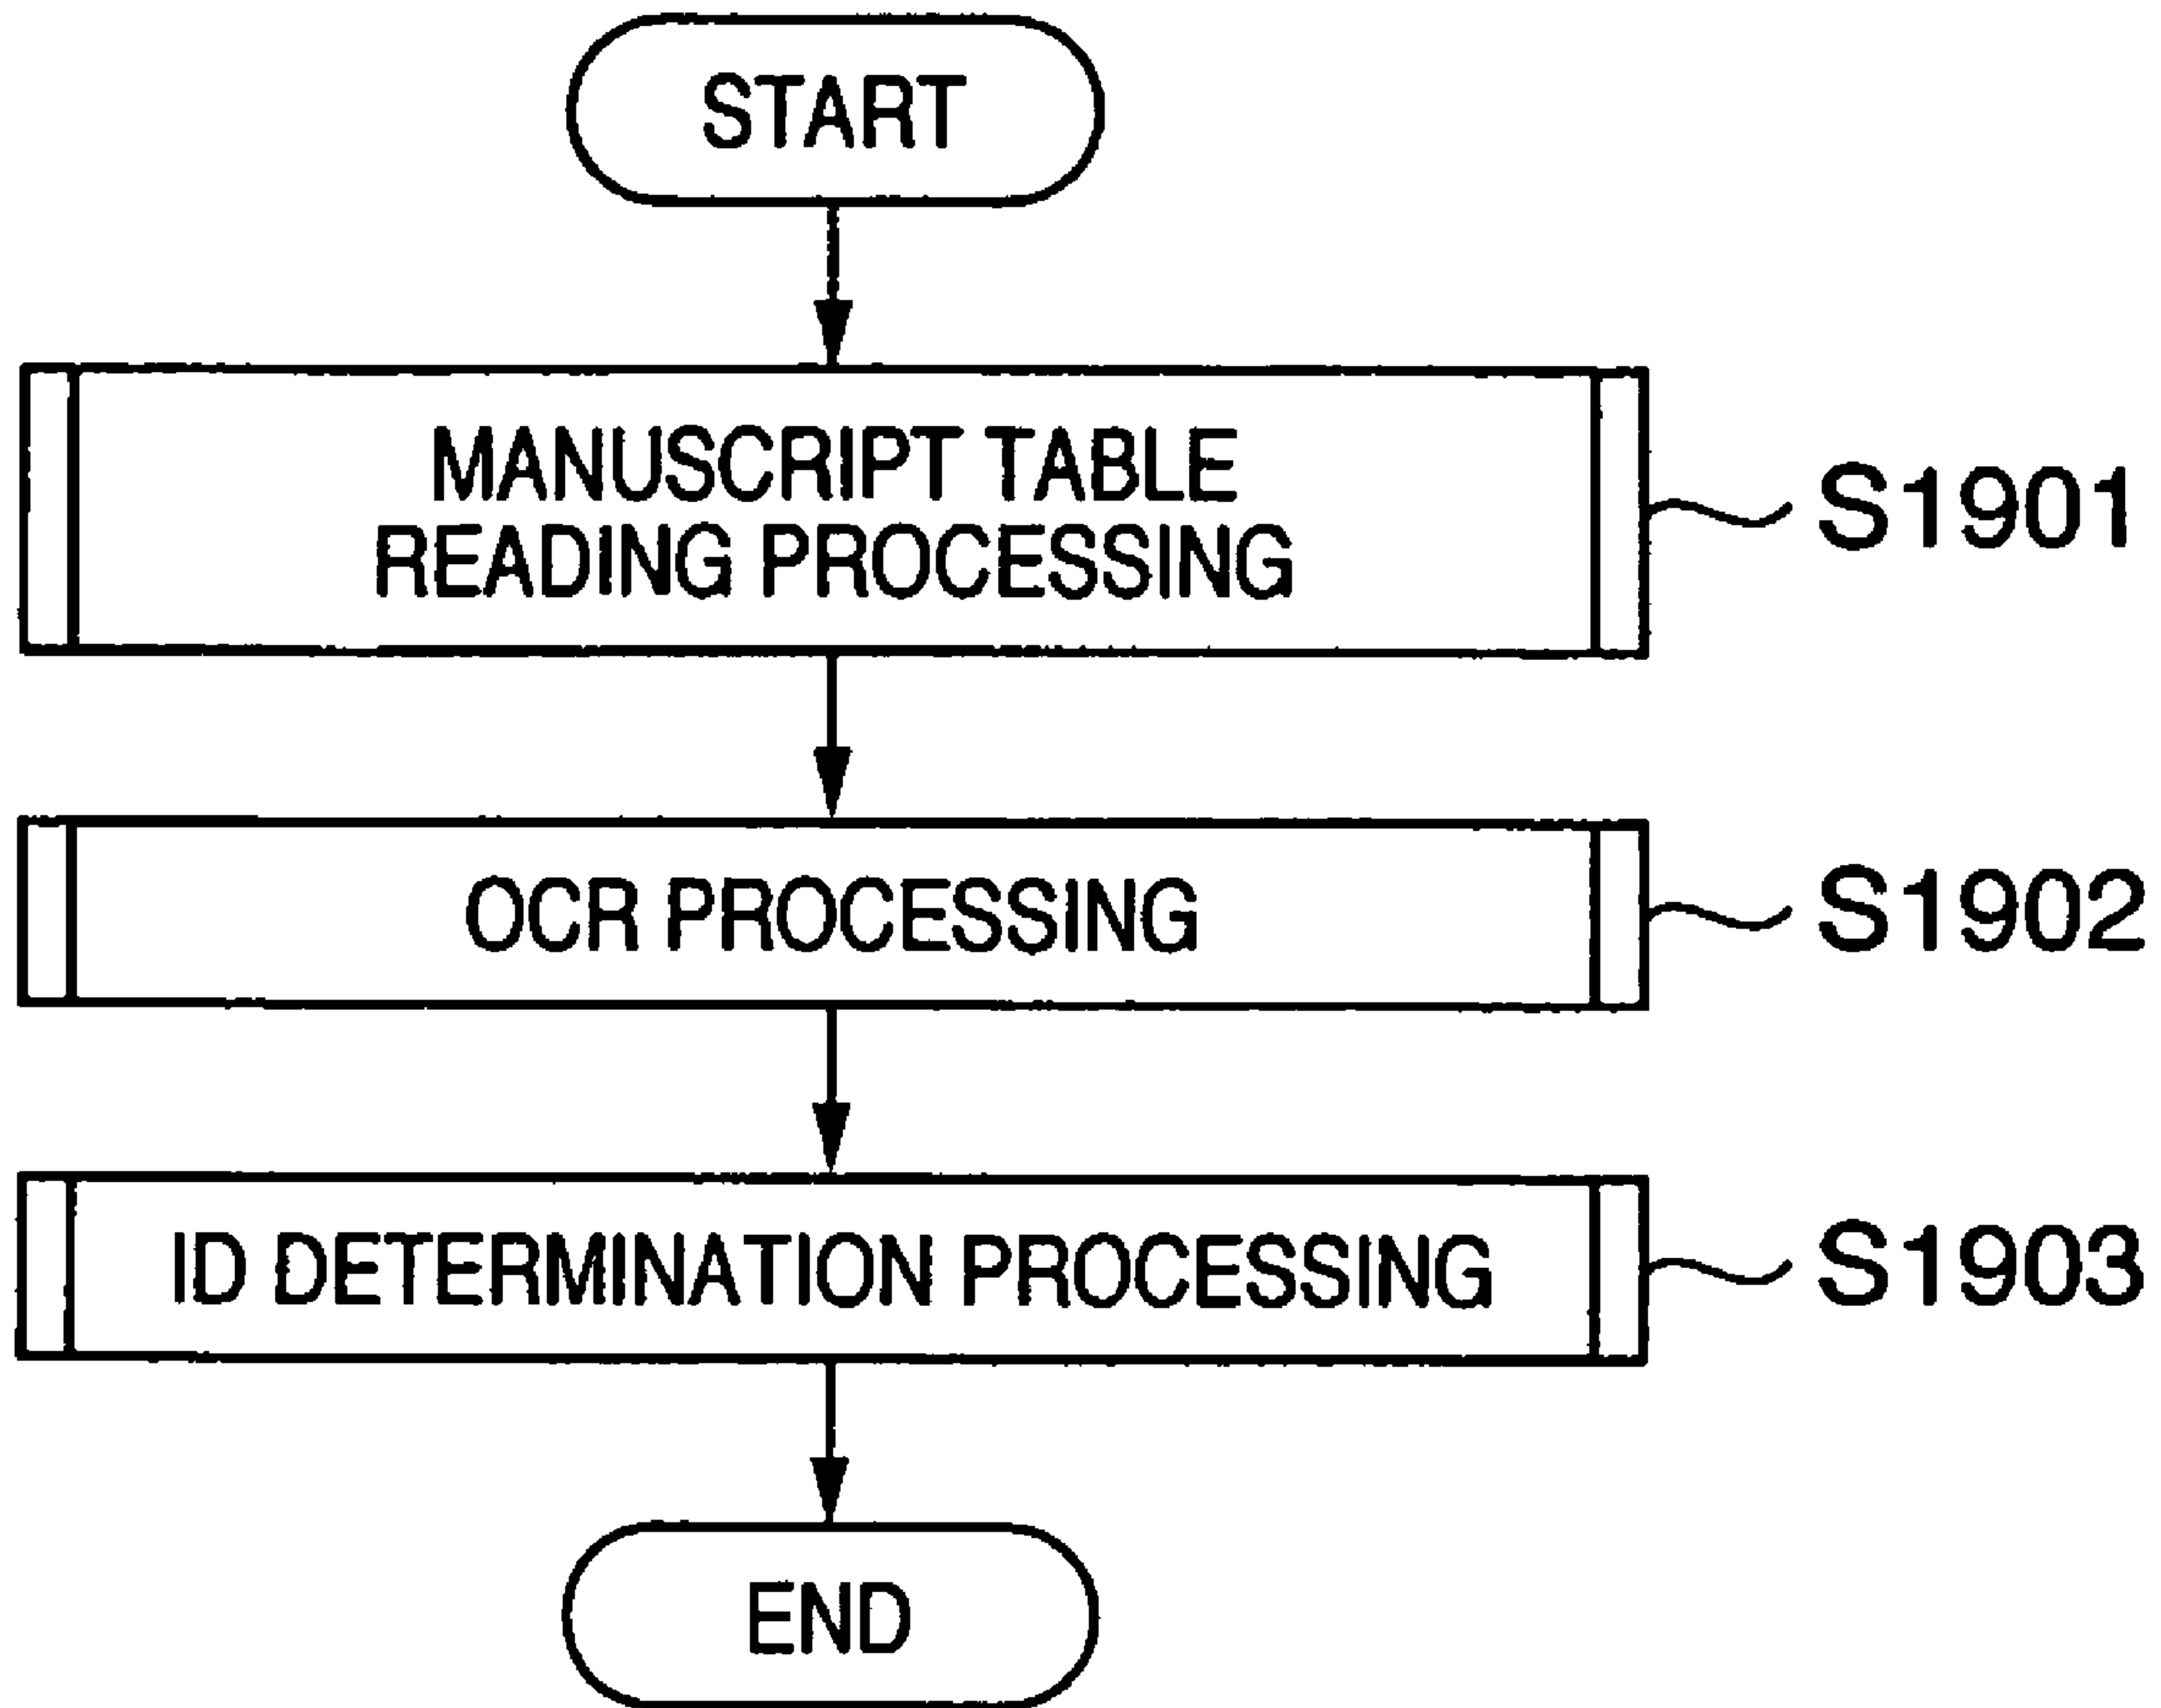 START
MANUSCRIPT TABLE
READING PROCESSING
S1901
OCR PROCESSING
S1902
ID DETERMINATION PROCESSING
S1903
END